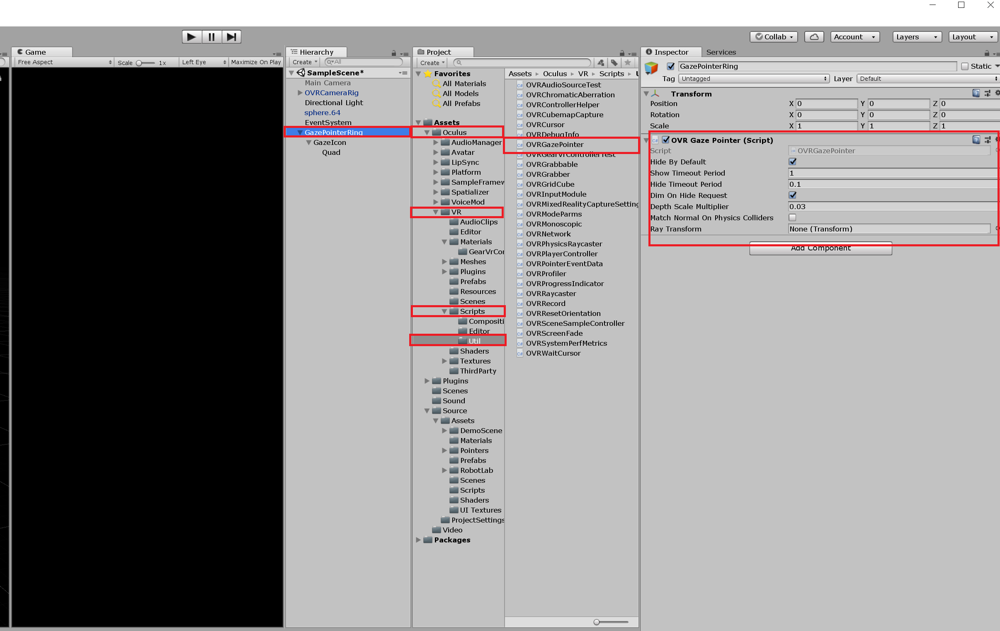 Collab
Account
Layers
Layout
Game
Free Aspect
Scale
1x
Left Eye
Maximize On Play
Hierarchy
Create
All
SampleScene*
Main Camera
OVRCameraRig
Directional Light
sphere.64
EventSystem
GazePointerRing
GazeIcon
Quad
Project
Create
Favorites
All Materials
All Models
All Prefabs
Assets
Oculus
AudioManager
Avatar
LipSync
Platform
SampleFramew
Spatializer
VoiceMod
VR
AudioClips
Editor
Materials
GearVrCor
Meshes
Plugins
Prefabs
Resources
Scenes
Scripts
Compositi
Editor
Util
Shaders
Textures
ThirdParty
Plugins
Scenes
Sound
Source
Assets
DemoScene
Materials
Pointers
Prefabs
RobotLab
Scenes
Scripts
Shaders
UI Textures
ProjectSettings
Video
Packages
Assets Oculus VR Scripts
C# OVRAudioSourceTest
C# OVRChromaticAberration
C# OVRControllerHelper
C# OVRCubemapCapture
C# OVRCursor
C# OVRDebugInfo
C# OVRGazePointer
C# OVRGearVrControllerTest
C# OVRGrabbable
C# OVRGrabber
C# OVRGridCube
C# OVRInputModule
C# OVRMixedRealityCaptureSetting
C# OVRModeParms
C# OVRMonoscopic
C# OVRNetwork
C# OVRPhysicsRaycaster
C# OVRPlayerController
C# OVRPointerEventData
C# OVRProfiler
C# OVRProgressIndicator
C# OVRRaycaster
C# OVRRecord
C# OVRResetOrientation
C# OVRSceneSampleController
C# OVRScreenFade
C# OVRSystemPerfMetrics
C# OVRWaitCursor
Inspector
Services
GazePointerRing
Static
Tag Untagged Layer Default
Transform
Position X 0 Y 0 Z 0
Rotation X 0 Y 0 Z 0
Scale X 1 Y 1 Z 1
C# OVR Gaze Pointer (Script)
Script OVRGazePointer
Hide By Default
Show Timeout Period 1
Hide Timeout Period 0.1
Dim On Hide Request
Depth Scale Multiplier 0.03
Match Normal On Physics Colliders
Ray Transform None (Transform)
Add Component